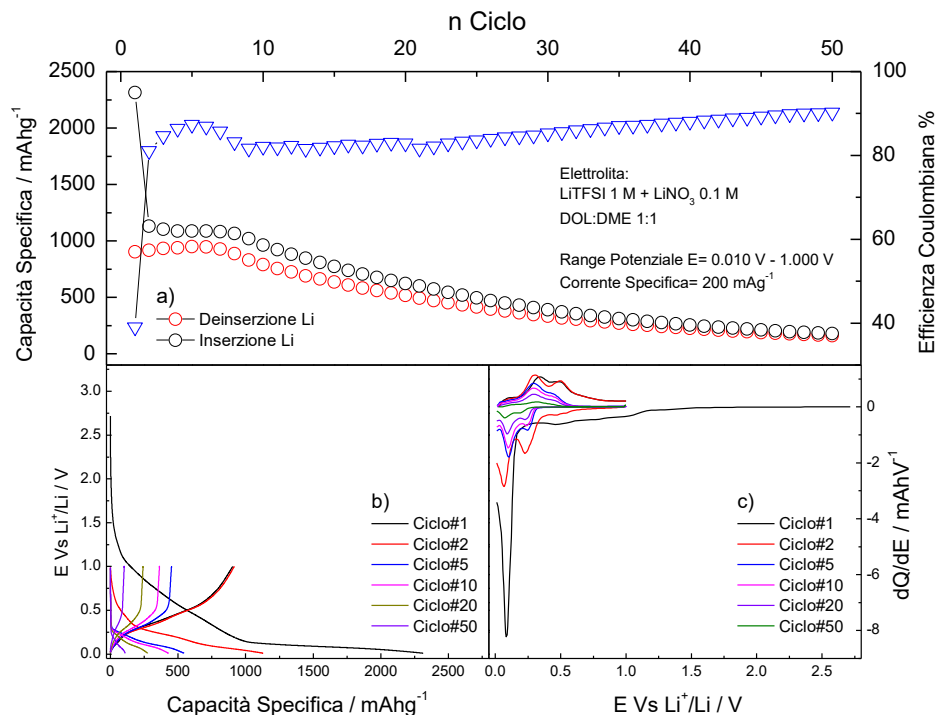 n Ciclo
0 10 20 30 40 50
2500
2000
1500
1000
500
0
Capacità Specifica / mAhg⁻¹
100
80
60
40
Efficienza Coulombiana %
Elettrolita:
LiTFSI 1 M + LiNO₃ 0.1 M
DOL:DME 1:1
Range Potenziale E= 0.010 V - 1.000 V
Corrente Specifica= 200 mAg⁻¹
a)
Deinserzione Li
Inserzione Li
3.0
2.5
2.0
1.5
1.0
0.5
0.0
E Vs Li⁺/Li / V
b)
Ciclo#1
Ciclo#2
Ciclo#5
Ciclo#10
Ciclo#20
Ciclo#50
0 500 1000 1500 2000 2500
Capacità Specifica / mAhg⁻¹
c)
Ciclo#1
Ciclo#2
Ciclo#5
Ciclo#10
Ciclo#20
Ciclo#50
0
-2
-4
-6
-8
dQ/dE / mAhV⁻¹
0.0 0.5 1.0 1.5 2.0 2.5
E Vs Li⁺/Li / V